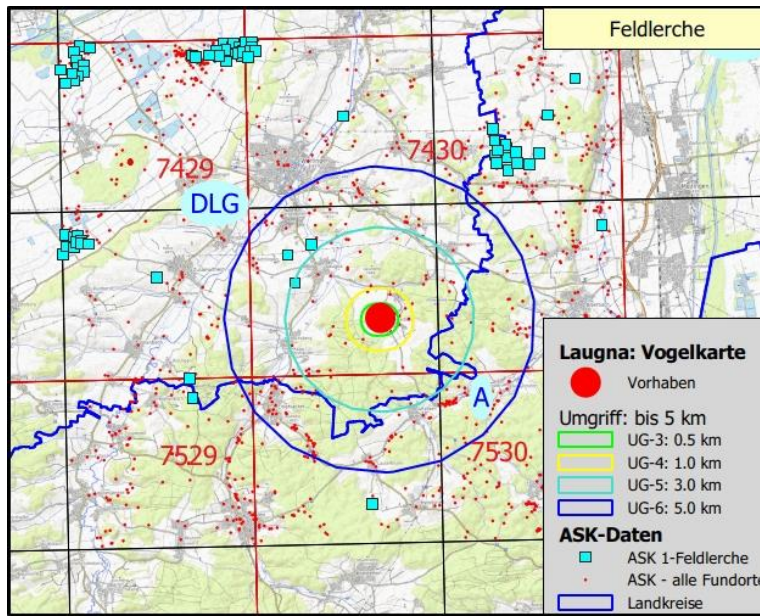 Feldlerche
7429
7430
DLG
A
7529
7530
Laugna: Vogelkarte
Vorhaben
Umgriff: bis 5 km
UG-3: 0.5 km
UG-4: 1.0 km
UG-5: 3.0 km
UG-6: 5.0 km
ASK-Daten
ASK 1-Feldlerche
ASK - alle Fundorte
Landkreise